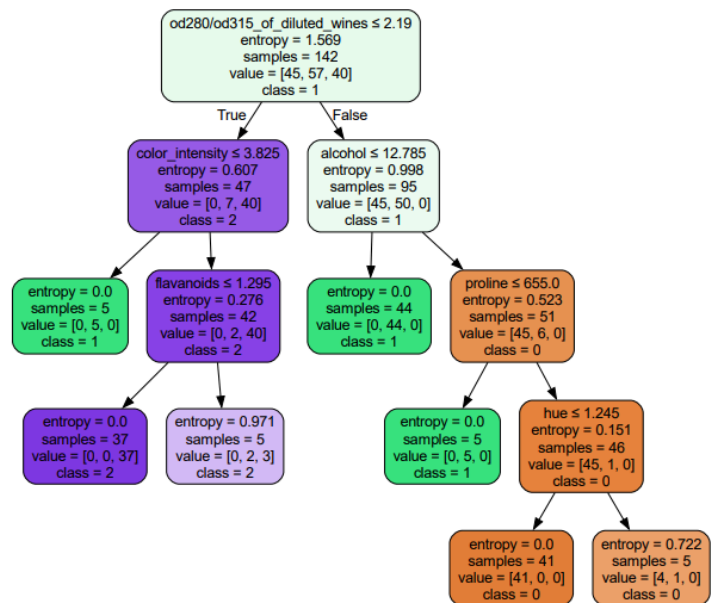 od280/od315_of_diluted_wines ≤ 2.19
entropy = 1.569
samples = 142
value = [45, 57, 40]
class = 1
True
False
color_intensity ≤ 3.825
entropy = 0.607
samples = 47
value = [0, 7, 40]
class = 2
alcohol ≤ 12.785
entropy = 0.998
samples = 95
value = [45, 50, 0]
class = 1
entropy = 0.0
samples = 5
value = [0, 5, 0]
class = 1
flavanoids ≤ 1.295
entropy = 0.276
samples = 42
value = [0, 2, 40]
class = 2
entropy = 0.0
samples = 44
value = [0, 44, 0]
class = 1
proline ≤ 655.0
entropy = 0.523
samples = 51
value = [45, 6, 0]
class = 0
entropy = 0.0
samples = 37
value = [0, 0, 37]
class = 2
entropy = 0.971
samples = 5
value = [0, 2, 3]
class = 2
entropy = 0.0
samples = 5
value = [0, 5, 0]
class = 1
hue ≤ 1.245
entropy = 0.151
samples = 46
value = [45, 1, 0]
class = 0
entropy = 0.0
samples = 41
value = [41, 0, 0]
class = 0
entropy = 0.722
samples = 5
value = [4, 1, 0]
class = 0